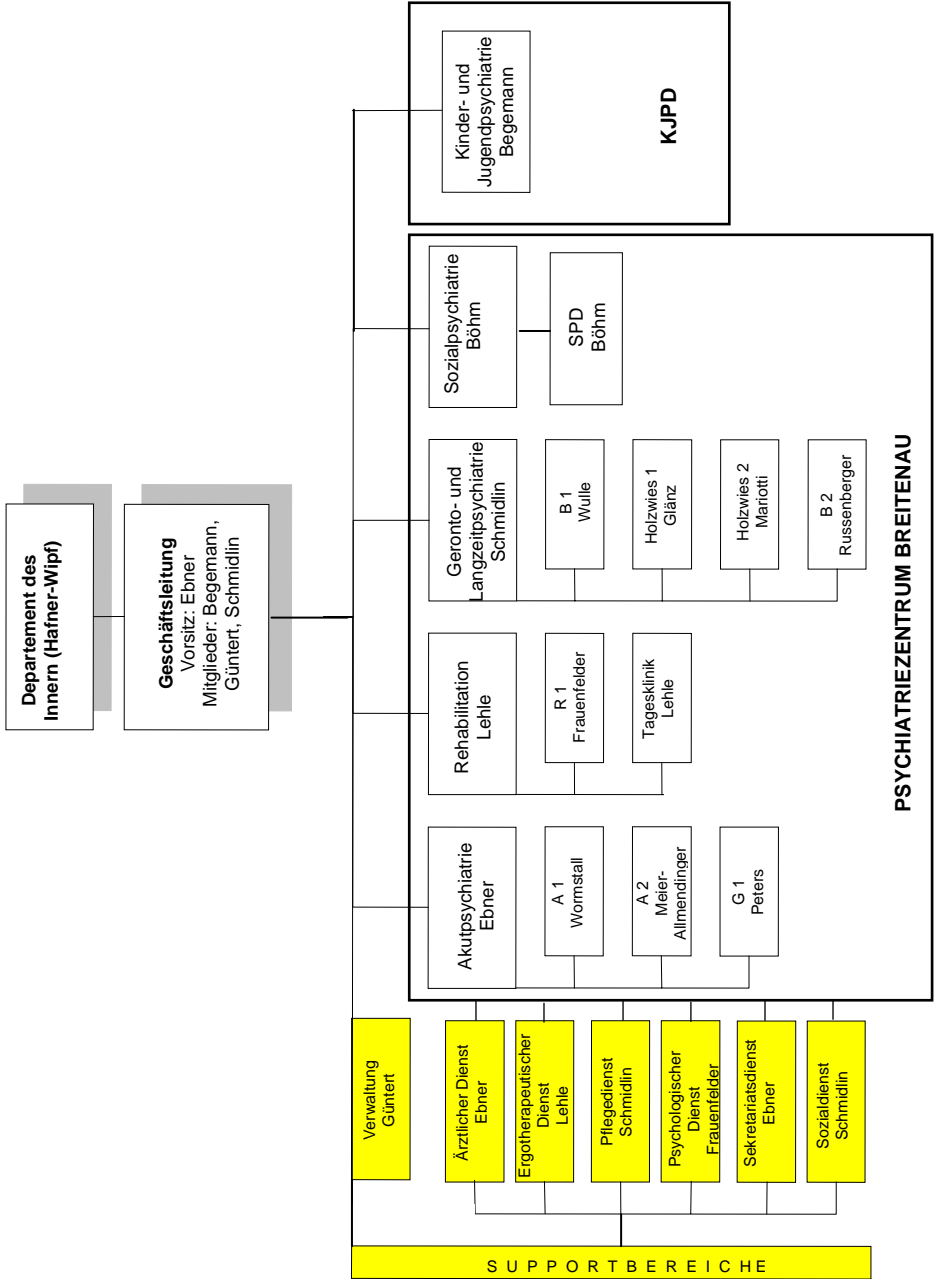 Departement des
Innern (Hafner-Wipf)
Geschäftsleitung
Vorsitz: Ebner
Mitglieder: Begemann,
Güntert, Schmidlin
Verwaltung
Güntert
SUPPORTBEREICHE
Ärztlicher Dienst
Ebner
Ergotherapeutischer
Dienst
Lehle
Pflegedienst
Schmidlin
Psychologischer
Dienst
Frauenfelder
Sekretariatsdienst
Ebner
Sozialdienst
Schmidlin
Akutpsychiatrie
Ebner
A 1
Wormstall
A 2
Meier-
Allmendinger
G 1
Peters
Rehabilitation
Lehle
R 1
Frauenfelder
Tagesklinik
Lehle
Geronto- und
Langzeitpsychiatrie
Schmidlin
B 1
Wulle
Holzwies 1
Glänz
Holzwies 2
Mariotti
B 2
Russenberger
Sozialpsychiatrie
Böhm
SPD
Böhm
PSYCHIATRIEZENTRUM BREITENAU
Kinder- und
Jugendpsychiatrie
Begemann
KJPD